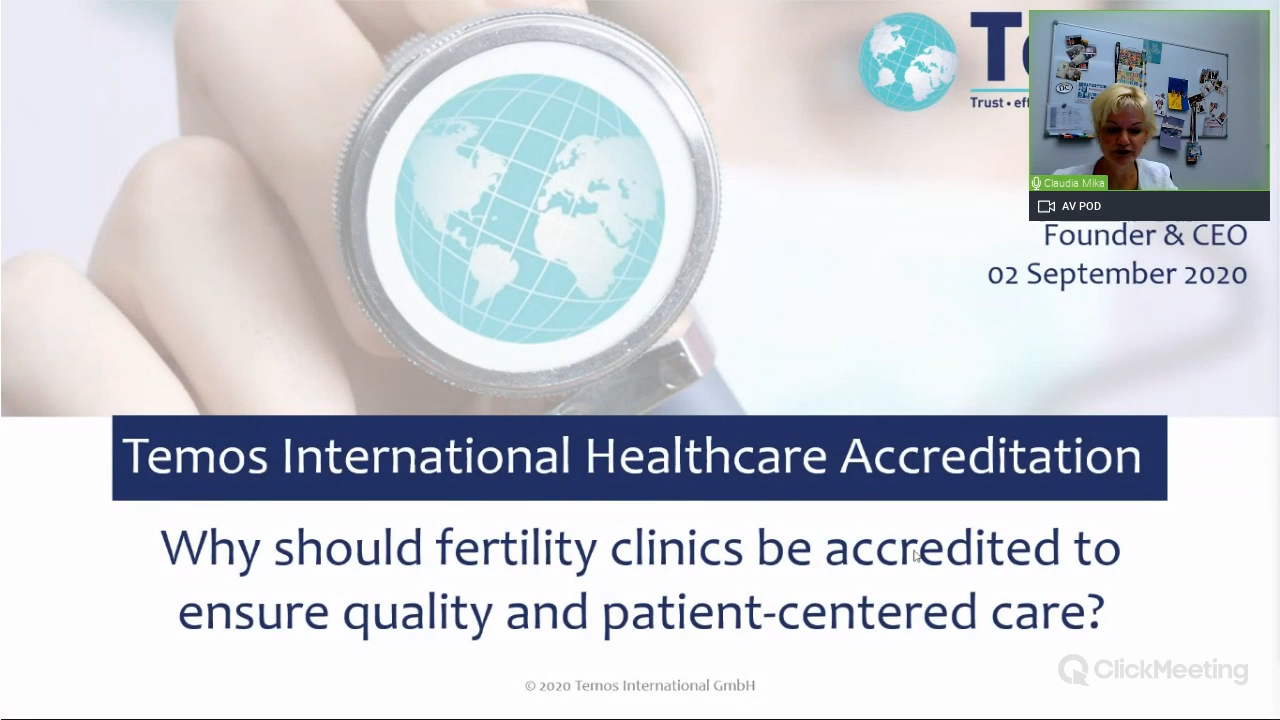 Trust •
Claudia Mika
AV POD
Founder & CEO
02 September 2020
Temos International Healthcare Accreditation
Why should fertility clinics be accredited to
ensure quality and patient-centered care?
© 2020 Temos International GmbH
ClickMeeting